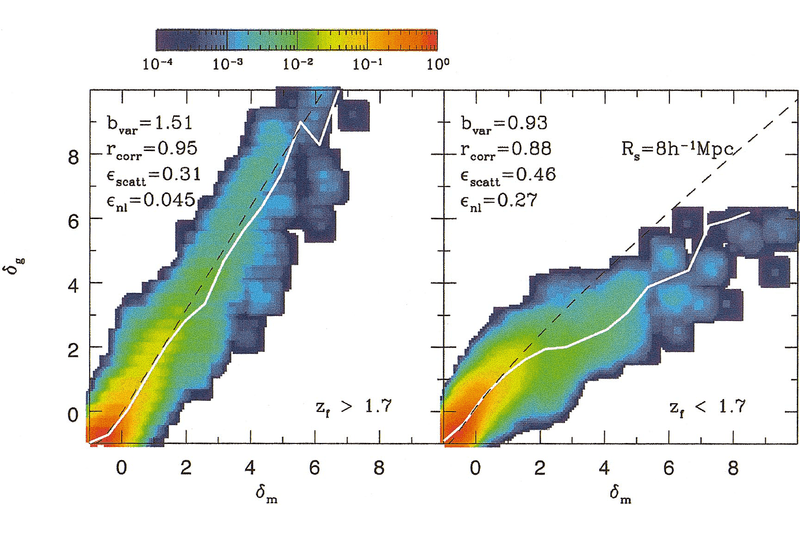 10⁻⁴ 10⁻³ 10⁻² 10⁻¹ 10⁰
b_var=1.51
r_corr=0.95
ϵ_scatt=0.31
ϵ_nl=0.045
z_f > 1.7
b_var=0.93
r_corr=0.88
ϵ_scatt=0.46
ϵ_nl=0.27
R_s=8h⁻¹Mpc
z_f < 1.7
8
6
4
2
0
δ_g
0 2 4 6 8
0 2 4 6 8
δ_m
δ_m